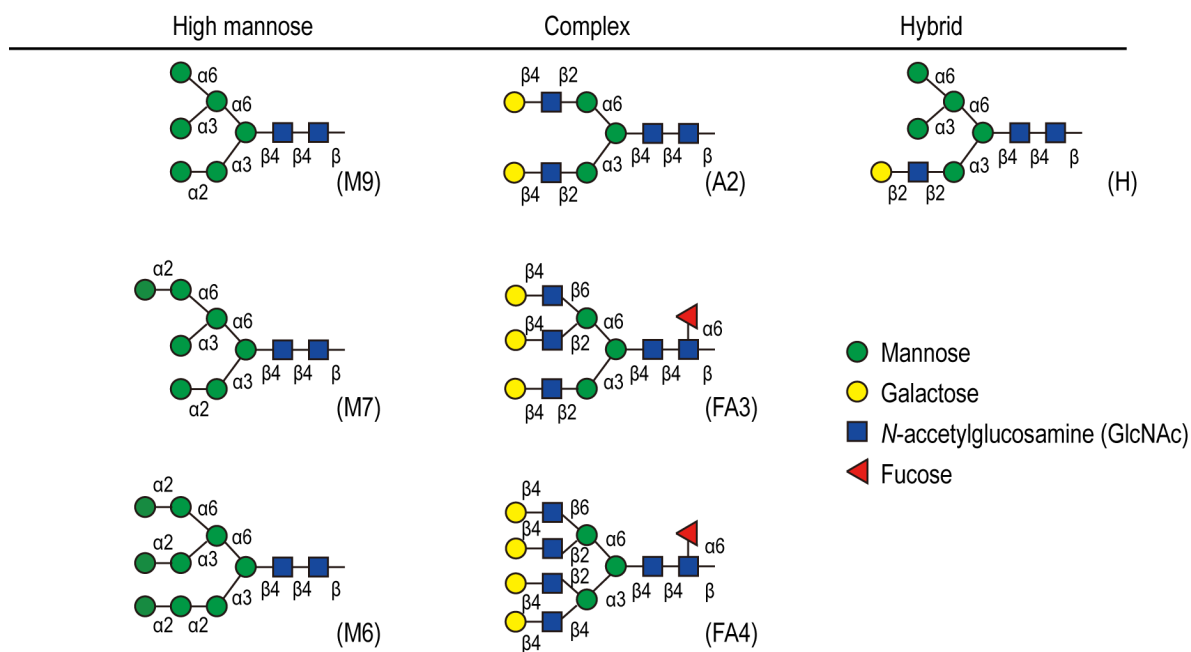 High mannose Complex Hybrid
α6 β4 β2 α6
α6 α6 α6
α3 α3
α3 β4 β4 β α3 β4 β4 β α3 β4 β4 β
α2 (M9) β4 β2 (A2) β2 β2 (H)
α2 β4
α6 β6
α6 β4 α6 α6
α3 β2
α3 β4 β4 β α3 β4 β4 β
α2 (M7) β4 β2 (FA3)
Mannose
Galactose
N-accetylglucosamine (GlcNAc)
Fucose
α2 β4
α6 β6
α2 α6 β4 α6 α6
α3 β2
α3 β4 β4 β β2 α3 β4 β4 β
α2 α2 (M6) β4 β4 (FA4)
β4